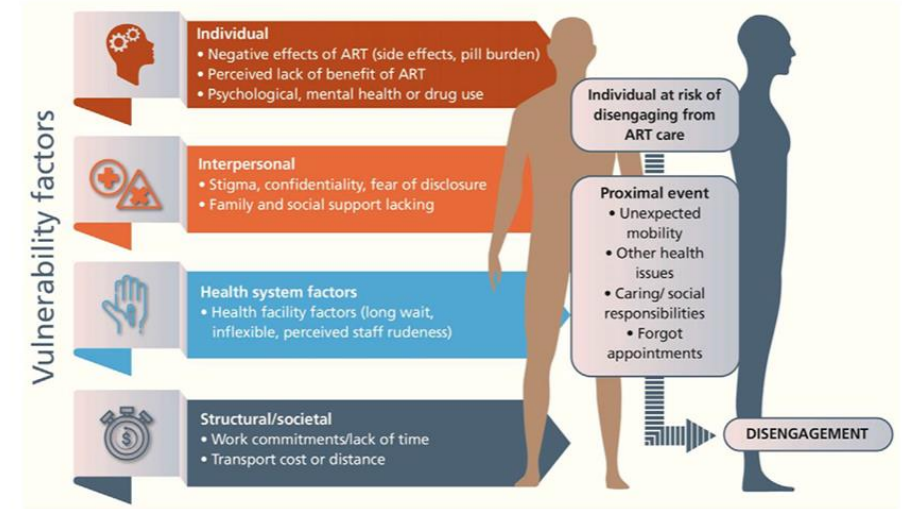 Vulnerability factors
Individual
• Negative effects of ART (side effects, pill burden)
• Perceived lack of benefit of ART
• Psychological, mental health or drug use
Interpersonal
• Stigma, confidentiality, fear of disclosure
• Family and social support lacking
Health system factors
• Health facility factors (long wait,
inflexible, perceived staff rudeness)
Structural/societal
• Work commitments/lack of time
• Transport cost or distance
$
Individual at risk of
disengaging from
ART care
Proximal event
• Unexpected
mobility
• Other health
issues
• Caring/ social
responsibilities
• Forgot
appointments
DISENGAGEMENT